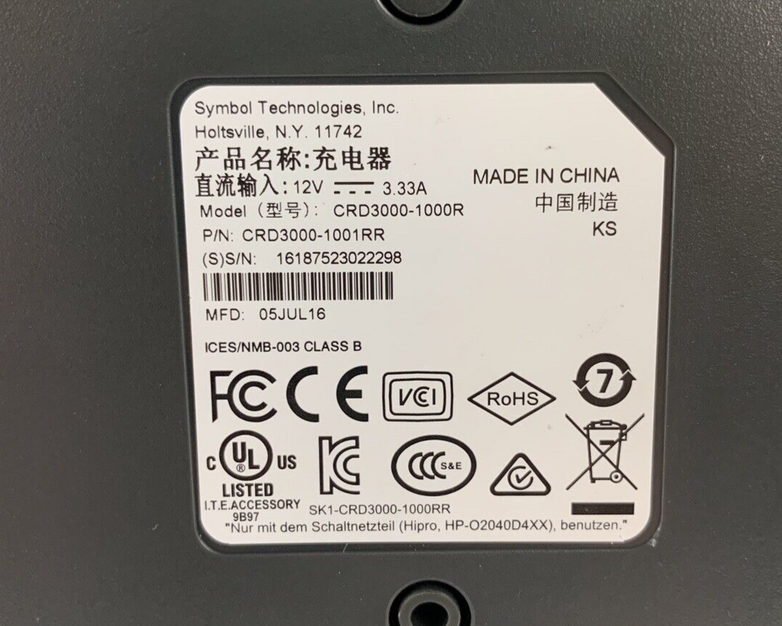 Symbol Technologies, Inc.
Holtsville, N.Y. 11742
产品名称:充电器
直流输入: 12V 3.33A
MADE IN CHINA
中国制造
KS
Model (型号): CRD3000-1000R
P/N: CRD3000-1001RR
(S)S/N: 16187523022298
MFD: 05JUL16
ICES/NMB-003 CLASS B
FC CE VCI RoHS 7
c UL® US
LISTED
I.T.E.ACCESSORY
9B97
KC
CCC S&E
SK1-CRD3000-1000RR
"Nur mit dem Schaltnetzteil (Hipro, HP-O2040D4XX), benutzen."